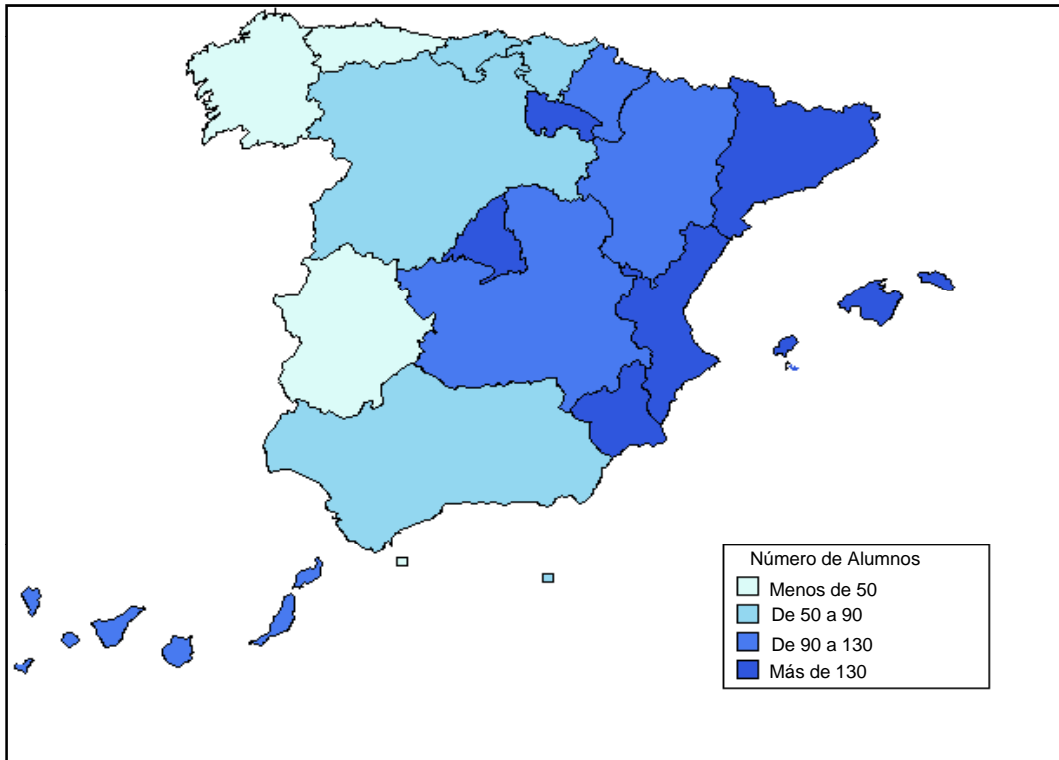 Número de Alumnos
Menos de 50
De 50 a 90
De 90 a 130
Más de 130